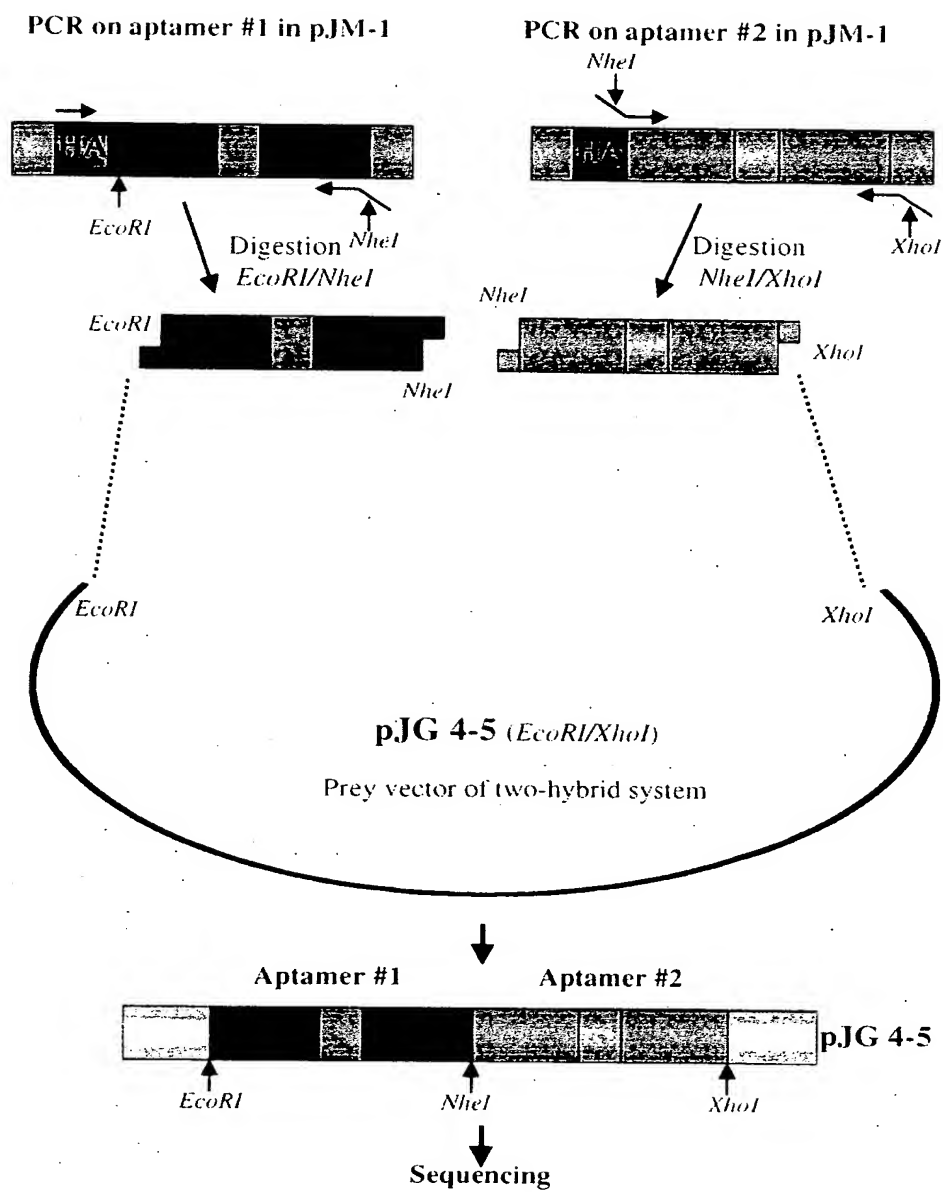 PCR on aptamer #1 in pJM-1
PCR on aptamer #2 in pJM-1
NheI
HA
HA
EcoRI
NheI
XhoI
Digestion
EcoRI/NheI
Digestion
NheI/XhoI
EcoRI
NheI
NheI
XhoI
EcoRI
XhoI
pJG 4-5 (EcoRI/XhoI)
Prey vector of two-hybrid system
Aptamer #1
Aptamer #2
pJG 4-5
EcoRI
NheI
XhoI
Sequencing